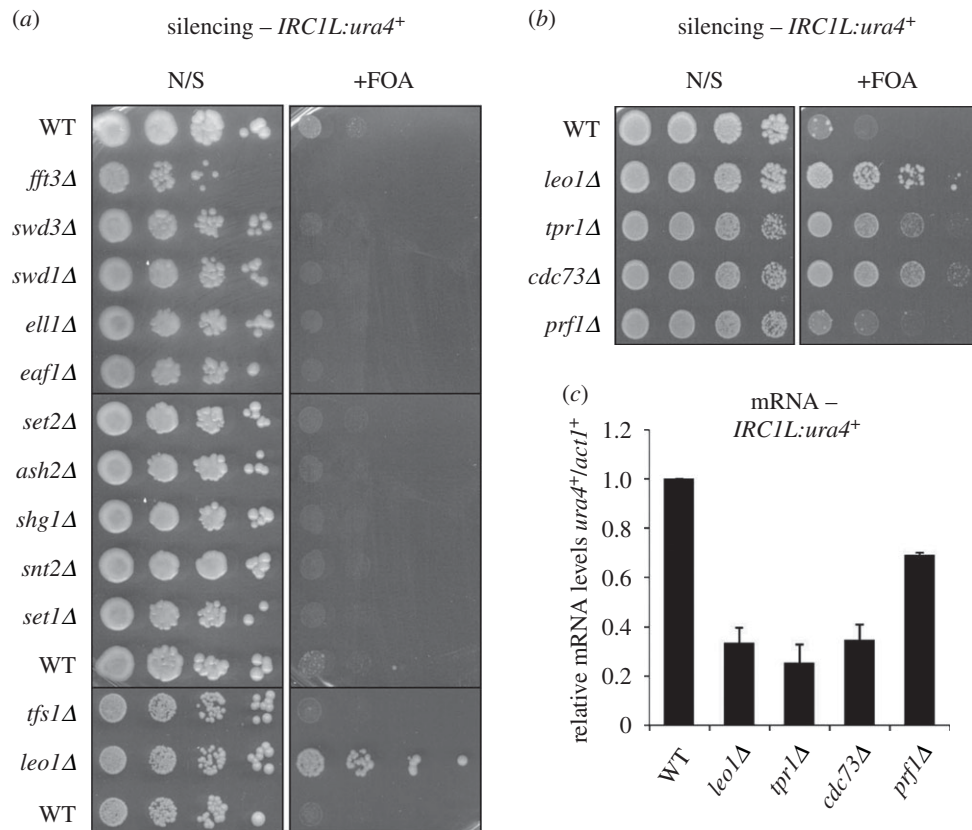 (a)
silencing – IRC1L:ura4+
N/S
+FOA
WT
fft3Δ
swd3Δ
swd1Δ
ell1Δ
eaf1Δ
set2Δ
ash2Δ
shg1Δ
snt2Δ
set1Δ
WT
tfs1Δ
leo1Δ
WT
(b)
silencing – IRC1L:ura4+
N/S
+FOA
WT
leo1Δ
tpr1Δ
cdc73Δ
prf1Δ
(c)
mRNA –
IRC1L:ura4+
relative mRNA levels ura4+/act1+
1.2
1.0
0.8
0.6
0.4
0.2
0
WT
leo1Δ
tpr1Δ
cdc73Δ
prf1Δ